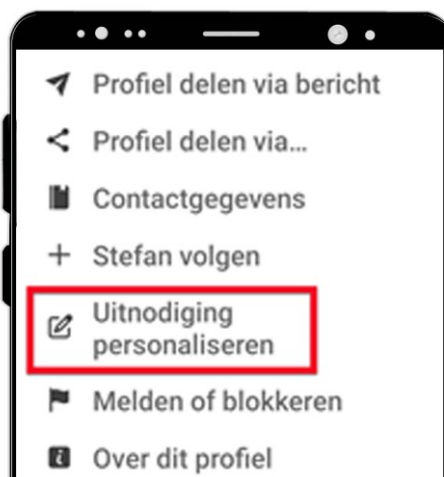 Profiel delen via bericht
Profiel delen via...
Contactgegevens
Stefan volgen
Uitnodiging
personaliseren
Melden of blokkeren
Over dit profiel